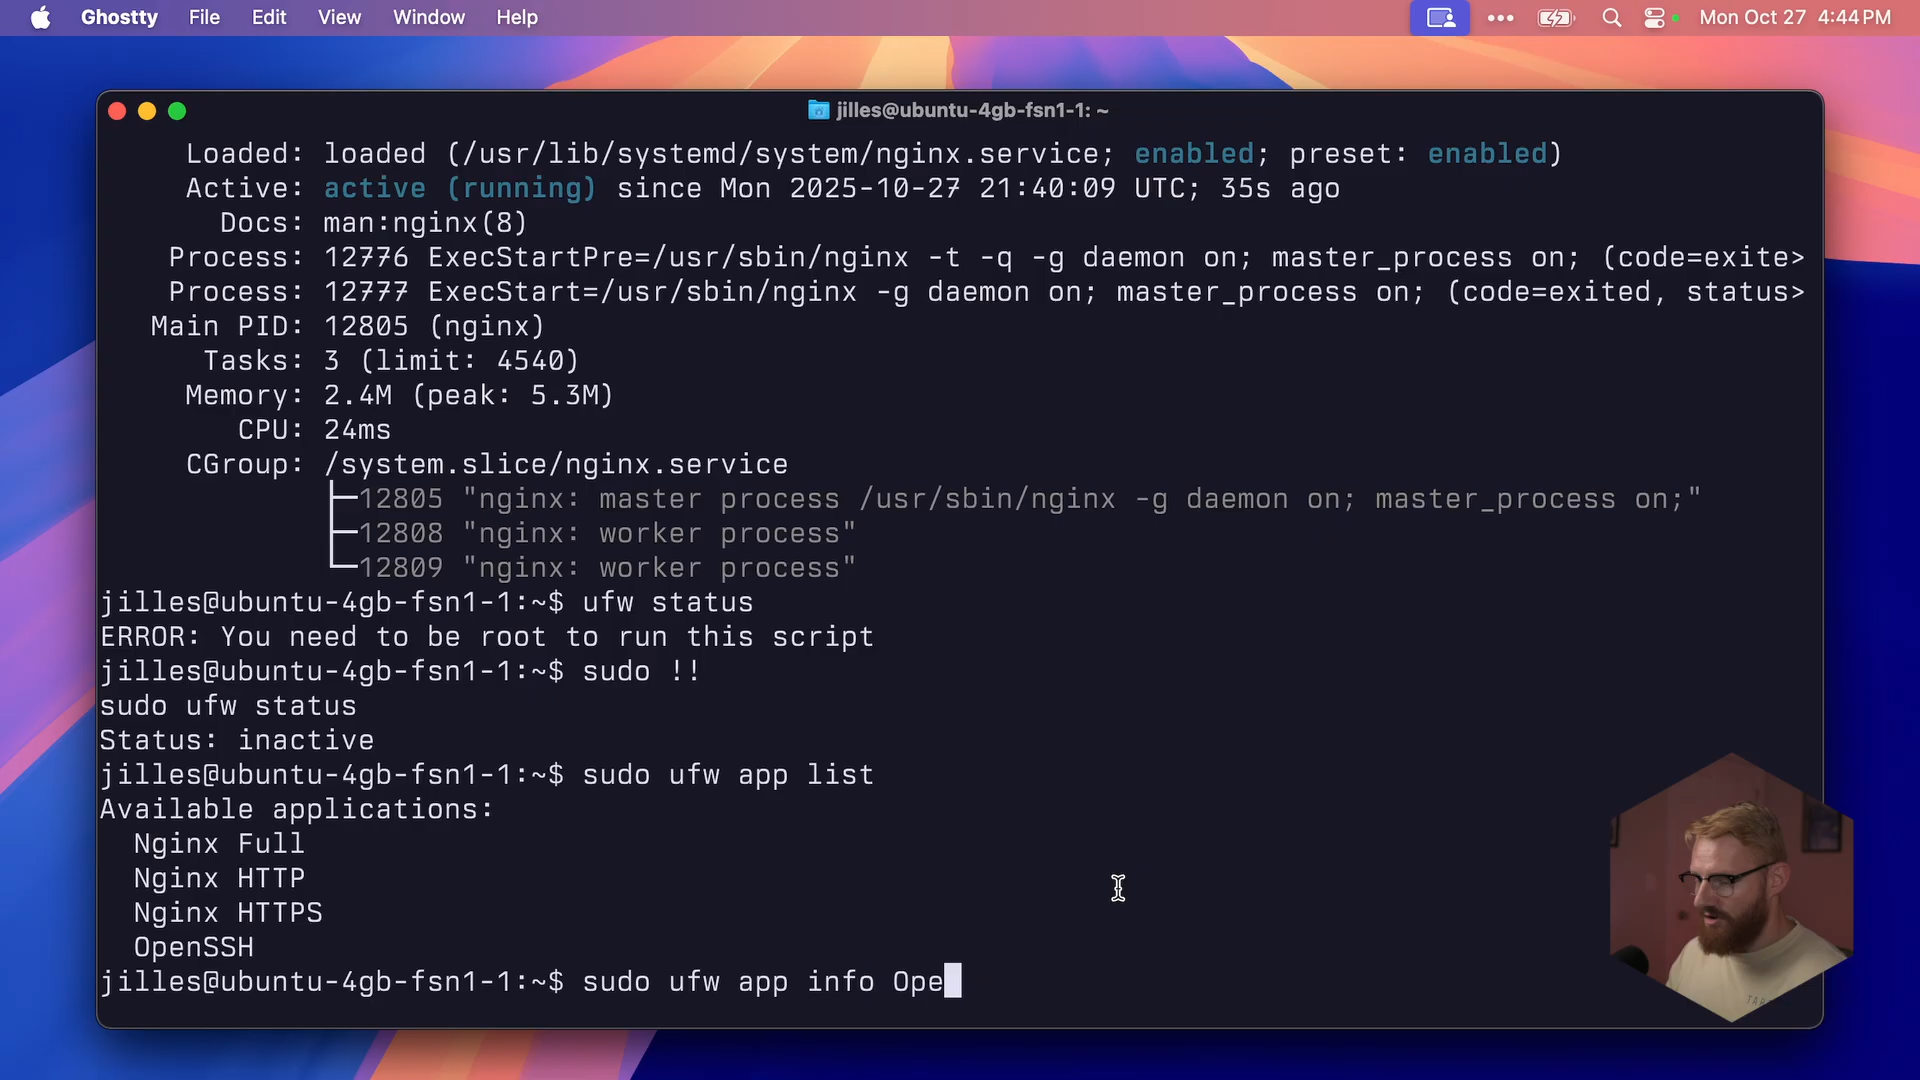 Ghostty File Edit View Window Help
Mon Oct 27 4:44 PM
jilles@ubuntu-4gb-fsn1-1: ~
Loaded: loaded (/usr/lib/systemd/system/nginx.service; enabled; preset: enabled)
Active: active (running) since Mon 2025-10-27 21:40:09 UTC; 35s ago
Docs: man:nginx(8)
Process: 12776 ExecStartPre=/usr/sbin/nginx -t -q -g daemon on; master_process on; (code=exite>
Process: 12777 ExecStart=/usr/sbin/nginx -g daemon on; master_process on; (code=exited, status>
Main PID: 12805 (nginx)
Tasks: 3 (limit: 4540)
Memory: 2.4M (peak: 5.3M)
CPU: 24ms
CGroup: /system.slice/nginx.service
├─12805 "nginx: master process /usr/sbin/nginx -g daemon on; master_process on;"
├─12808 "nginx: worker process"
└─12809 "nginx: worker process"
jilles@ubuntu-4gb-fsn1-1:~$ ufw status
ERROR: You need to be root to run this script
jilles@ubuntu-4gb-fsn1-1:~$ sudo !!
sudo ufw status
Status: inactive
jilles@ubuntu-4gb-fsn1-1:~$ sudo ufw app list
Available applications:
Nginx Full
Nginx HTTP
Nginx HTTPS
OpenSSH
jilles@ubuntu-4gb-fsn1-1:~$ sudo ufw app info Ope